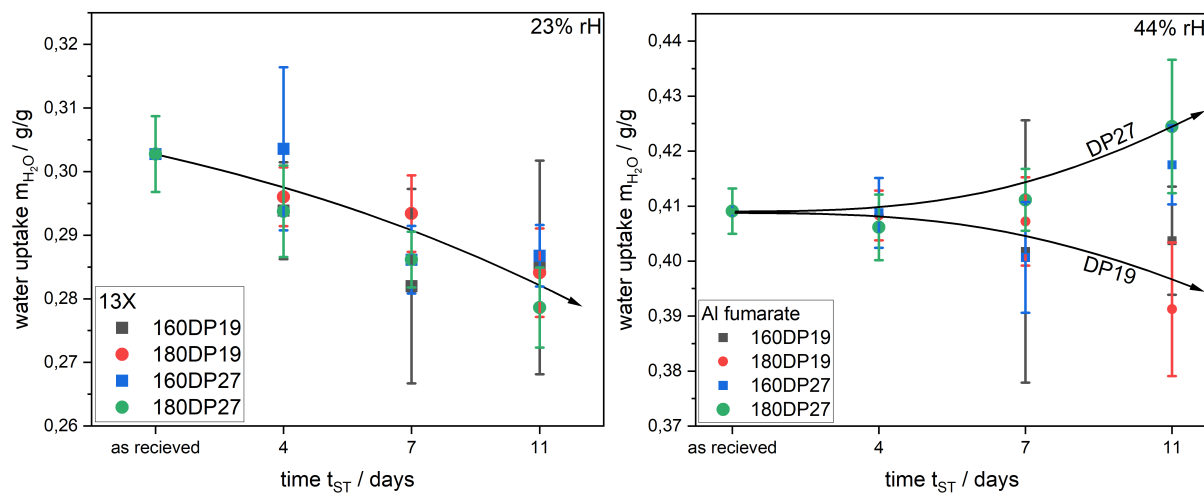 23% rH
0,32
0,31
0,30
0,29
0,28
0,27
0,26
water uptake m_H₂O / g/g
13X
160DP19
180DP19
160DP27
180DP27
as recieved
4
7
11
time t_ST / days
44% rH
0,44
0,43
0,42
0,41
0,40
0,39
0,38
0,37
water uptake m_H₂O / g/g
DP27
DP19
Al fumarate
160DP19
180DP19
160DP27
180DP27
as recieved
4
7
11
time t_ST / days